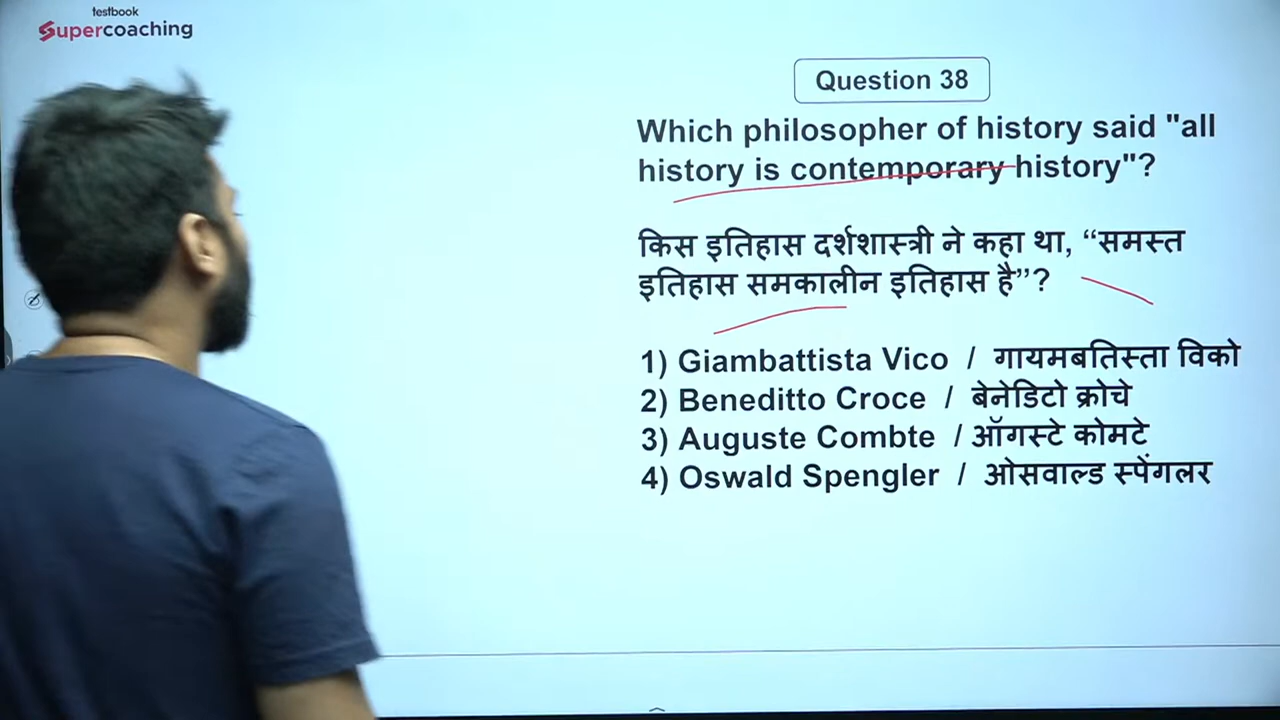 testbook
Supercoaching
Question 38
Which philosopher of history said "all
history is contemporary history"?
किस इतिहास दर्शशास्त्री ने कहा था, “समस्त
इतिहास समकालीन इतिहास है”?
1) Giambattista Vico / गायमबतिस्ता विको
2) Beneditto Croce / बेनेडिटो क्रोचे
3) Auguste Combte / ऑगस्टे कोमटे
4) Oswald Spengler / ओसवाल्ड स्पेंगलर